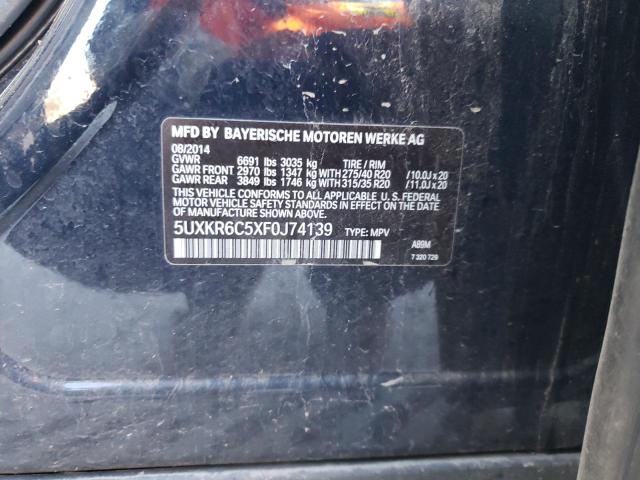 MFD BY BAYERISCHE MOTOREN WERKE AG
08/2014
GVWR 6691 lbs 3035 kg TIRE / RIM
GAWR FRONT 2970 lbs 1347 kg WITH 275/40 R20 /10.0J x 20
GAWR REAR 3849 lbs 1746 kg WITH 315/35 R20 /11.0J x 20
THIS VEHICLE CONFORMS TO ALL APPLICABLE U. S. FEDERAL
MOTOR VEHICLE SAFETY STANDARDS IN EFFECT ON THE DATE OF
MANUFACTURE SHOWN ABOVE.
5UXKR6C5XF0J74139 TYPE: MPV
A89M
7 320 729